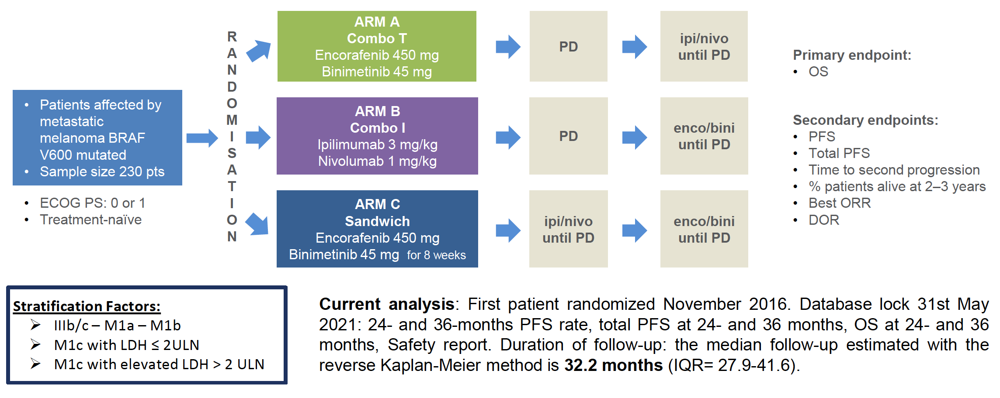 • Patients affected by
metastatic
melanoma BRAF
V600 mutated
• Sample size 230 pts
• ECOG PS: 0 or 1
• Treatment-naïve
RANDOMISATION
ARM A
Combo T
Encorafenib 450 mg
Binimetinib 45 mg
PD
ipi/nivo
until PD
ARM B
Combo I
Ipilimumab 3 mg/kg
Nivolumab 1 mg/kg
PD
enco/bini
until PD
ARM C
Sandwich
Encorafenib 450 mg
Binimetinib 45 mg for 8 weeks
ipi/nivo
until PD
enco/bini
until PD
Primary endpoint:
• OS
Secondary endpoints:
• PFS
• Total PFS
• Time to second progression
• % patients alive at 2–3 years
• Best ORR
• DOR
Stratification Factors:
➢ IIIb/c – M1a – M1b
➢ M1c with LDH ≤ 2ULN
➢ M1c with elevated LDH > 2 ULN
Current analysis: First patient randomized November 2016. Database lock 31st May
2021: 24- and 36-months PFS rate, total PFS at 24- and 36 months, OS at 24- and 36
months, Safety report. Duration of follow-up: the median follow-up estimated with the
reverse Kaplan-Meier method is 32.2 months (IQR= 27.9-41.6).